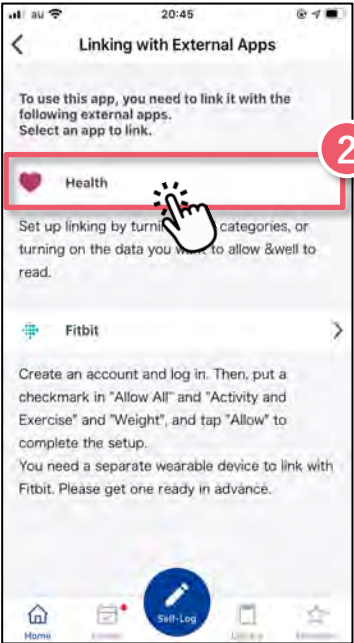 au 20:45
Linking with External Apps
To use this app, you need to link it with the
following external apps.
Select an app to link.
2
Health
Set up linking by turni categories, or
turning on the data you to allow &well to
read.
Fitbit
Create an account and log in. Then, put a
checkmark in "Allow All" and "Activity and
Exercise" and "Weight", and tap "Allow" to
complete the setup.
You need a separate wearable device to link with
Fitbit. Please get one ready in advance.
Self-Log
Home